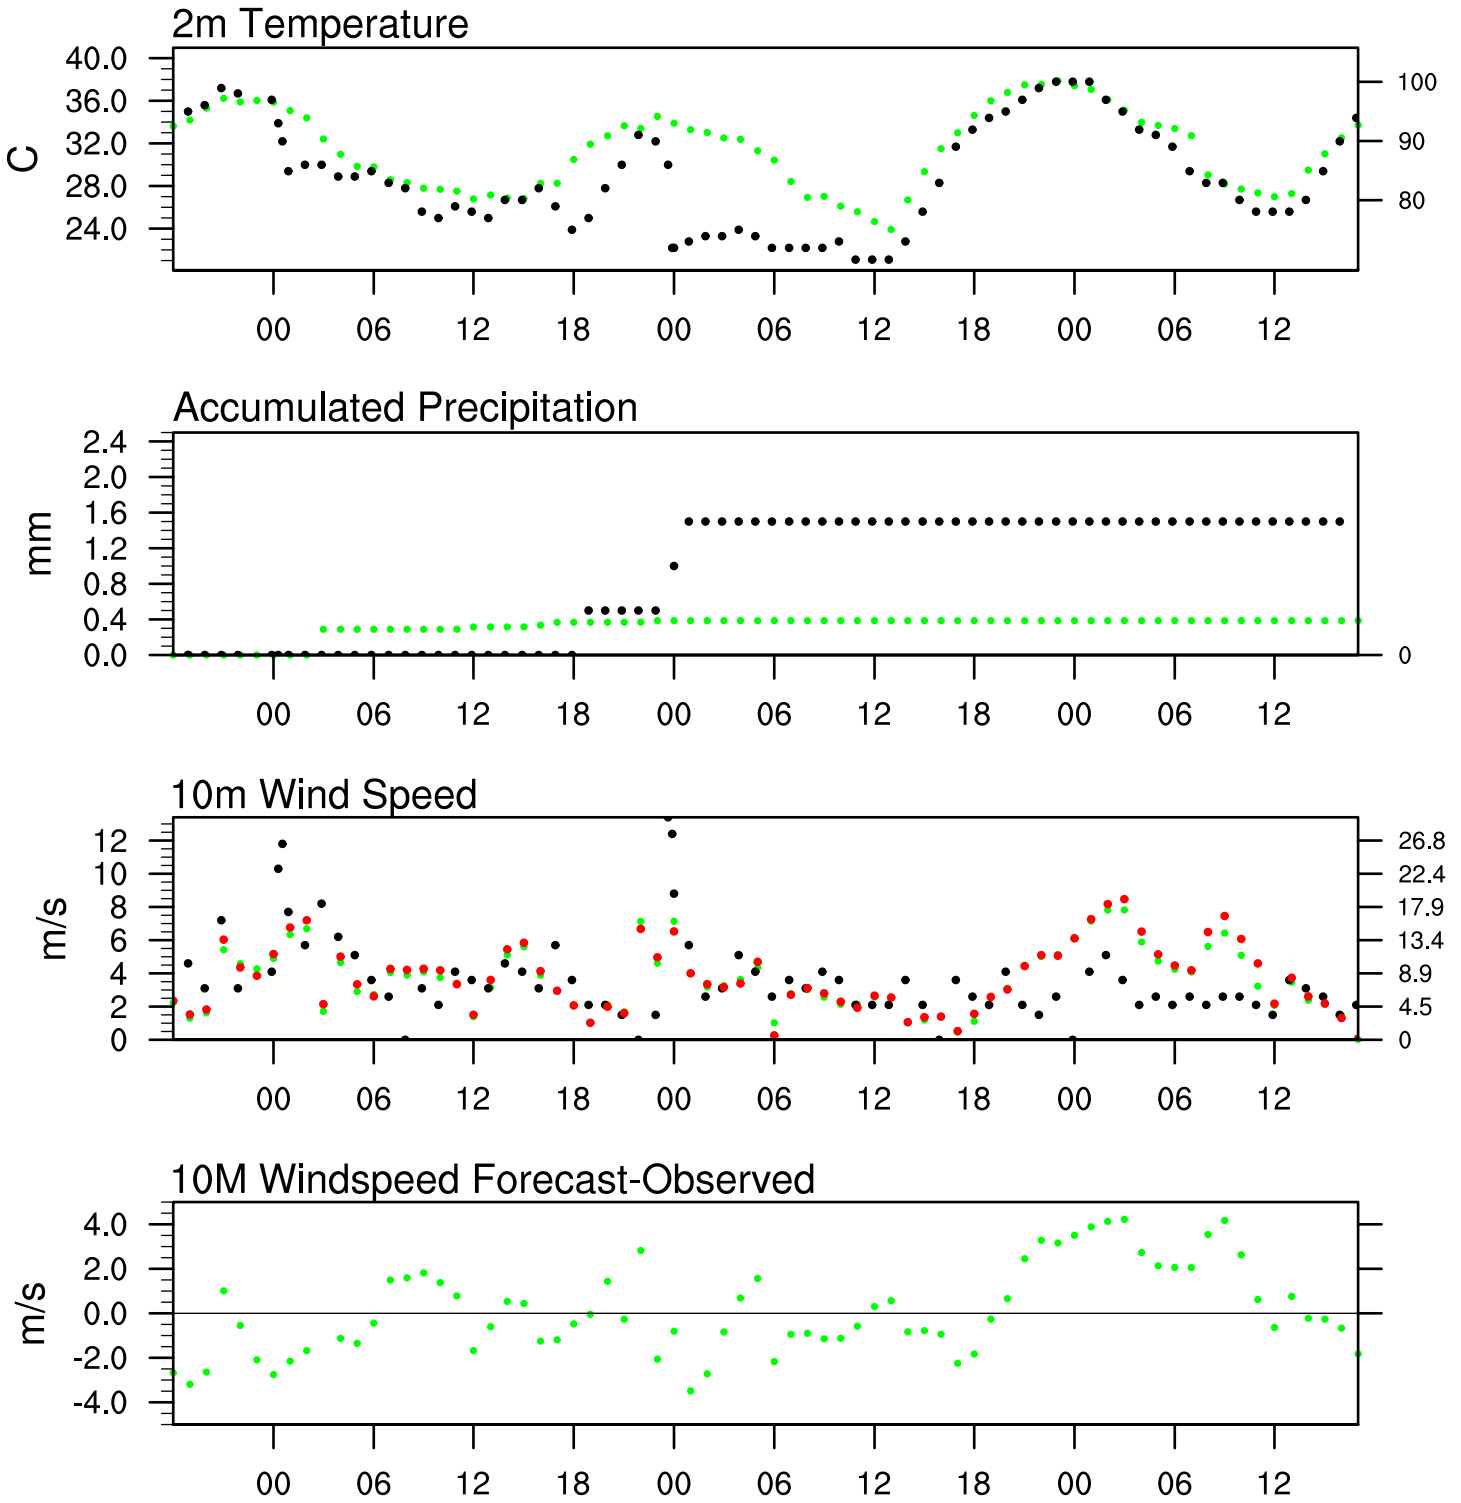 2m Temperature
40.0
36.0
32.0
28.0
24.0
C
100
90
80
00 06 12 18 00 06 12 18 00 06 12
Accumulated Precipitation
2.4
2.0
1.6
1.2
0.8
0.4
0.0
mm
0
00 06 12 18 00 06 12 18 00 06 12
10m Wind Speed
12
10
8
6
4
2
0
m/s
26.8
22.4
17.9
13.4
8.9
4.5
0
00 06 12 18 00 06 12 18 00 06 12
10M Windspeed Forecast-Observed
4.0
2.0
0.0
-2.0
-4.0
m/s
00 06 12 18 00 06 12 18 00 06 12